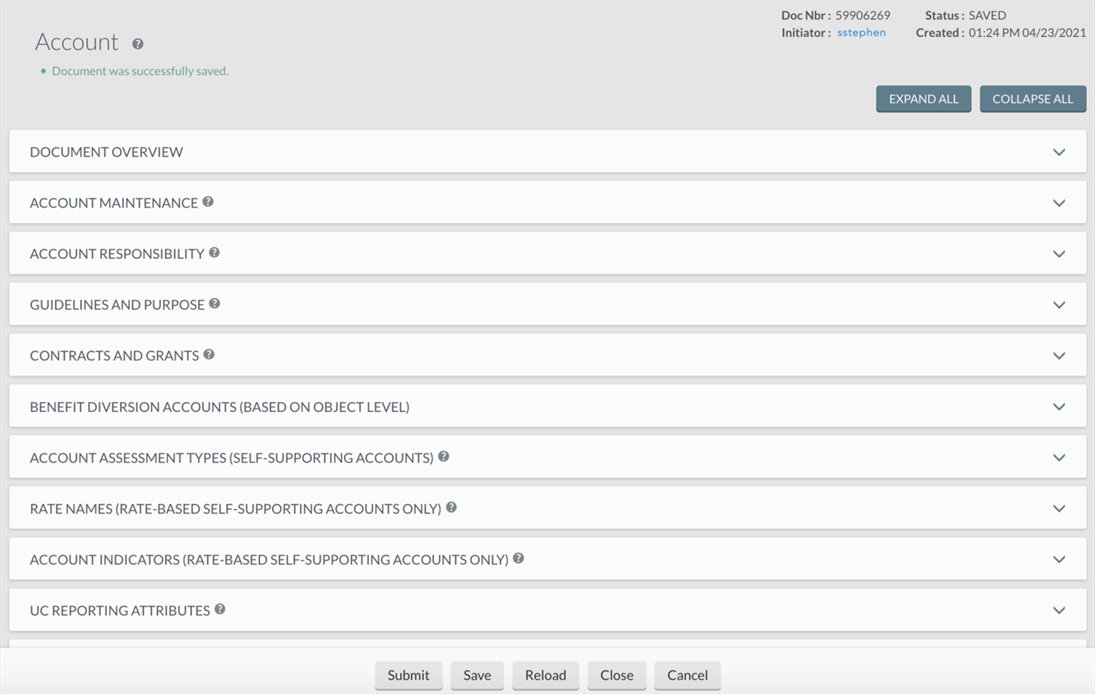 Doc Nbr : 59906269 Status : SAVED
Initiator : sstephen Created : 01:24 PM 04/23/2021
Account
Document was successfully saved.
EXPAND ALL COLLAPSE ALL
DOCUMENT OVERVIEW
ACCOUNT MAINTENANCE
ACCOUNT RESPONSIBILITY
GUIDELINES AND PURPOSE
CONTRACTS AND GRANTS
BENEFIT DIVERSION ACCOUNTS (BASED ON OBJECT LEVEL)
ACCOUNT ASSESSMENT TYPES (SELF-SUPPORTING ACCOUNTS)
RATE NAMES (RATE-BASED SELF-SUPPORTING ACCOUNTS ONLY)
ACCOUNT INDICATORS (RATE-BASED SELF-SUPPORTING ACCOUNTS ONLY)
UC REPORTING ATTRIBUTES
Submit Save Reload Close Cancel